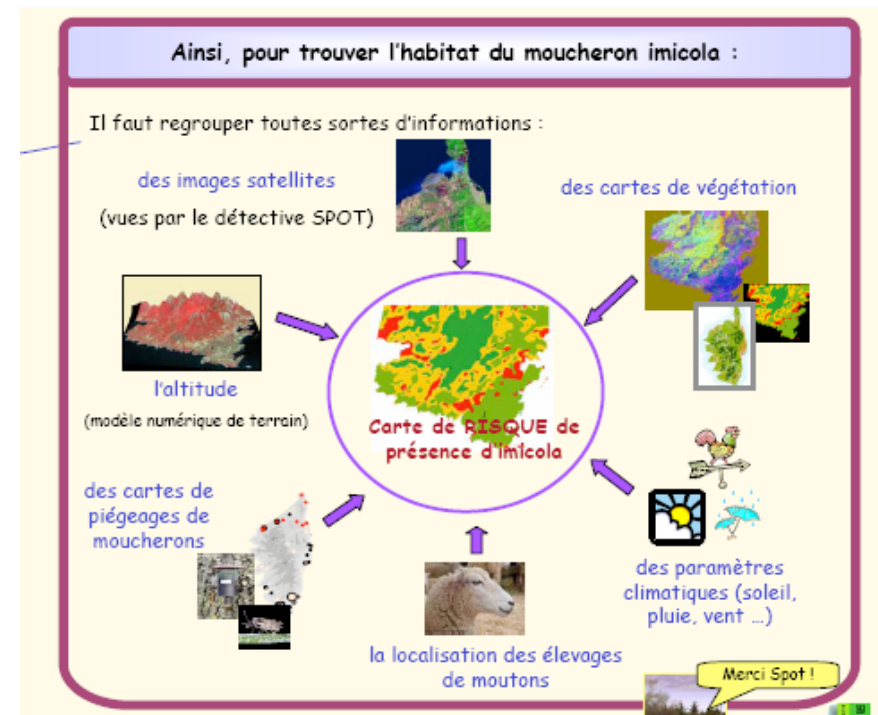 Ainsi, pour trouver l'habitat du moucheron imicola :
Il faut regrouper toutes sortes d'informations :
des images satellites
(vues par le détective SPOT)
des cartes de végétation
l'altitude
(modèle numérique de terrain)
Carte de RISQUE de
présence d'imicola
des cartes de
piégeages de
moucherons
des paramètres
climatiques (soleil,
pluie, vent ...)
la localisation des élevages
de moutons
Merci Spot !